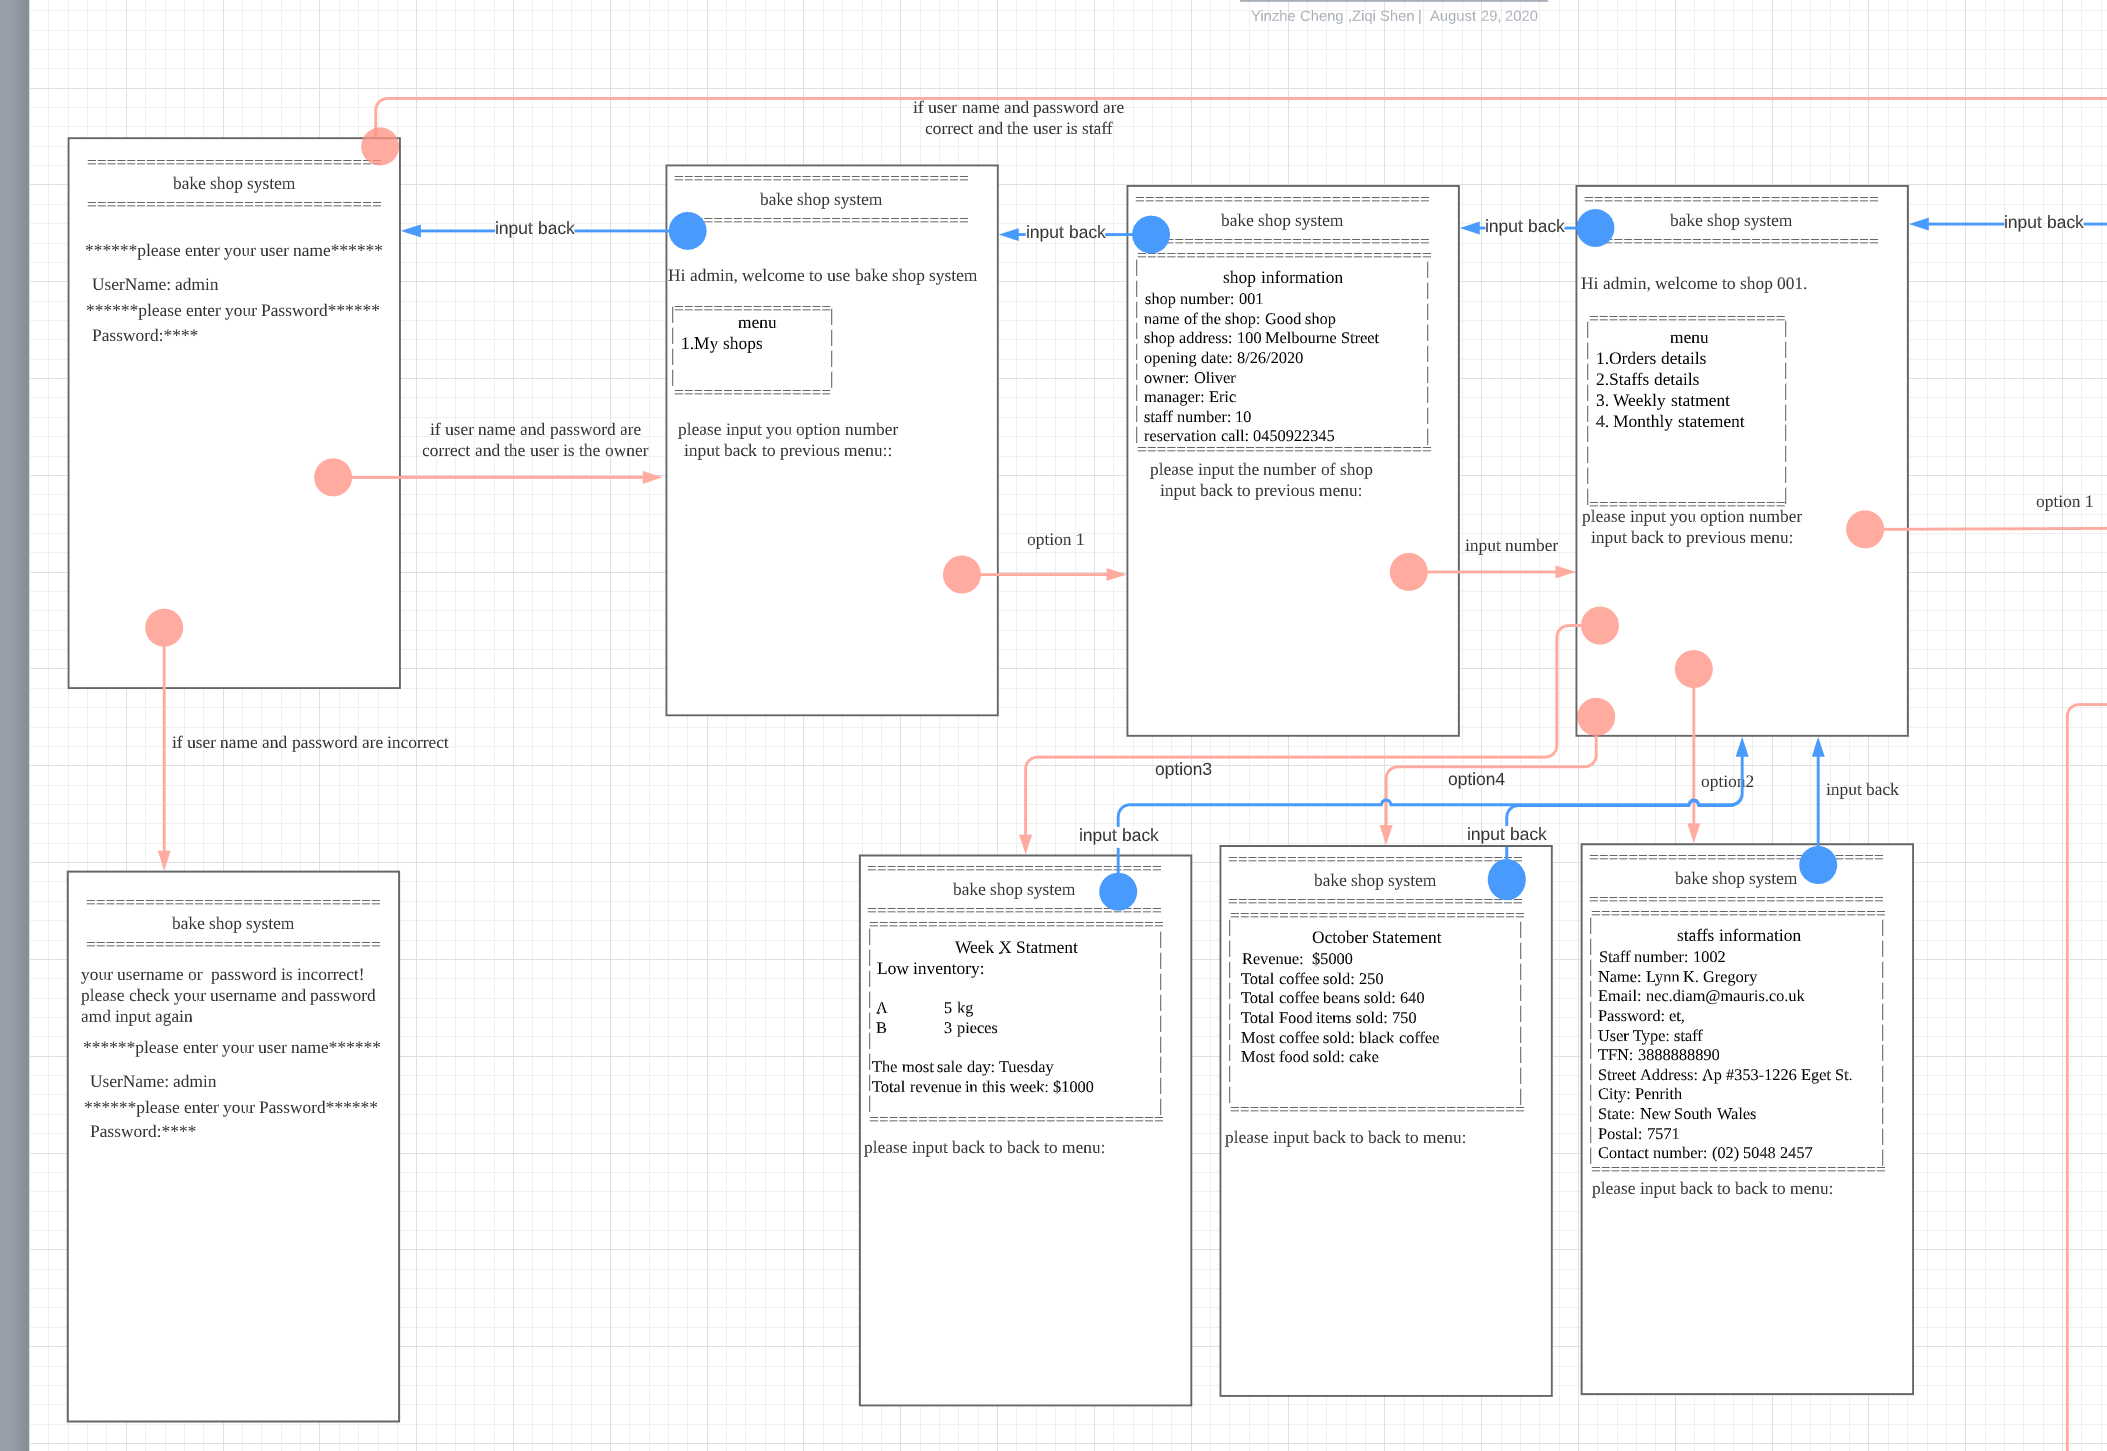 Yinzhe Cheng ,Ziqi Shen | August 29, 2020
if user name and password are
correct and the user is staff
==============================
bake shop system
==============================
******please enter your user name******
UserName: admin
******please enter your Password******
Password:****
if user name and password are
correct and the user is the owner
if user name and password are incorrect
input back
==============================
bake shop system
==============================
Hi admin, welcome to use bake shop system
================
menu
1.My shops
================
please input you option number
input back to previous menu::
option 1
input back
==============================
bake shop system
==============================
==============================
shop information
shop number: 001
name of the shop: Good shop
shop address: 100 Melbourne Street
opening date: 8/26/2020
owner: Oliver
manager: Eric
staff number: 10
reservation call: 0450922345
==============================
please input the number of shop
input back to previous menu:
input number
input back
==============================
bake shop system
==============================
Hi admin, welcome to shop 001.
====================
menu
1.Orders details
2.Staffs details
3. Weekly statment
4. Monthly statement
====================
please input you option number
input back to previous menu:
input back
option 1
option3
option4
option2
input back
input back
input back
==============================
bake shop system
==============================
your username or  password is incorrect!
please check your username and password
amd input again
******please enter your user name******
UserName: admin
******please enter your Password******
Password:****
==============================
bake shop system
==============================
==============================
Week X Statment
Low inventory:
A 5 kg
B 3 pieces
The most sale day: Tuesday
Total revenue in this week: $1000
==============================
please input back to back to menu:
==============================
bake shop system
==============================
==============================
October Statement
Revenue:  $5000
Total coffee sold: 250
Total coffee beans sold: 640
Total Food items sold: 750
Most coffee sold: black coffee
Most food sold: cake
==============================
please input back to back to menu:
==============================
bake shop system
==============================
==============================
staffs information
Staff number: 1002
Name: Lynn K. Gregory
Email: nec.diam@mauris.co.uk
Password: et,
User Type: staff
TFN: 3888888890
Street Address: Ap #353-1226 Eget St.
City: Penrith
State: New South Wales
Postal: 7571
Contact number: (02) 5048 2457
==============================
please input back to back to menu: